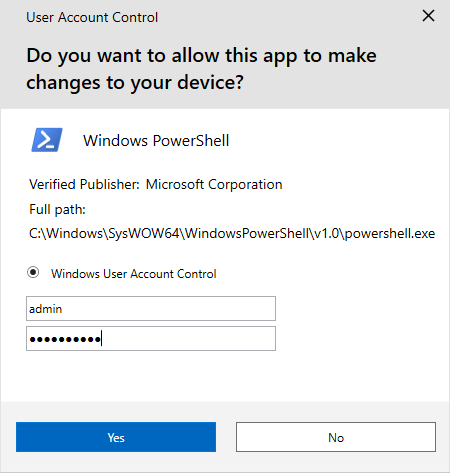 User Account Control
Do you want to allow this app to make
changes to your device?
Windows PowerShell
Verified Publisher: Microsoft Corporation
Full path:
C:\Windows\SysWOW64\WindowsPowerShell\v1.0\powershell.exe
Windows User Account Control
admin
●●●●●●●●●●
Yes
No